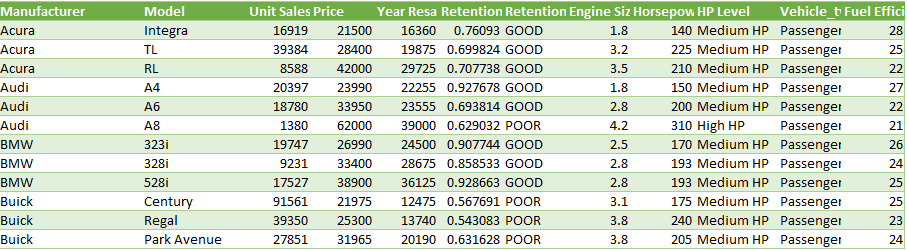 Manufacturer Model Unit Sales Price Year Resa Retention Retention Engine Siz Horsepow HP Level Vehicle_t Fuel Effici
Acura Integra 16919 21500 16360 0.76093 GOOD 1.8 140 Medium HP Passenger 28
Acura TL 39384 28400 19875 0.699824 GOOD 3.2 225 Medium HP Passenger 25
Acura RL 8588 42000 29725 0.707738 GOOD 3.5 210 Medium HP Passenger 22
Audi A4 20397 23990 22255 0.927678 GOOD 1.8 150 Medium HP Passenger 27
Audi A6 18780 33950 23555 0.693814 GOOD 2.8 200 Medium HP Passenger 22
Audi A8 1380 62000 39000 0.629032 POOR 4.2 310 High HP Passenger 21
BMW 323i 19747 26990 24500 0.907744 GOOD 2.5 170 Medium HP Passenger 26
BMW 328i 9231 33400 28675 0.858533 GOOD 2.8 193 Medium HP Passenger 24
BMW 528i 17527 38900 36125 0.928663 GOOD 2.8 193 Medium HP Passenger 25
Buick Century 91561 21975 12475 0.567691 POOR 3.1 175 Medium HP Passenger 25
Buick Regal 39350 25300 13740 0.543083 POOR 3.8 240 Medium HP Passenger 23
Buick Park Avenue 27851 31965 20190 0.631628 POOR 3.8 205 Medium HP Passenger 24